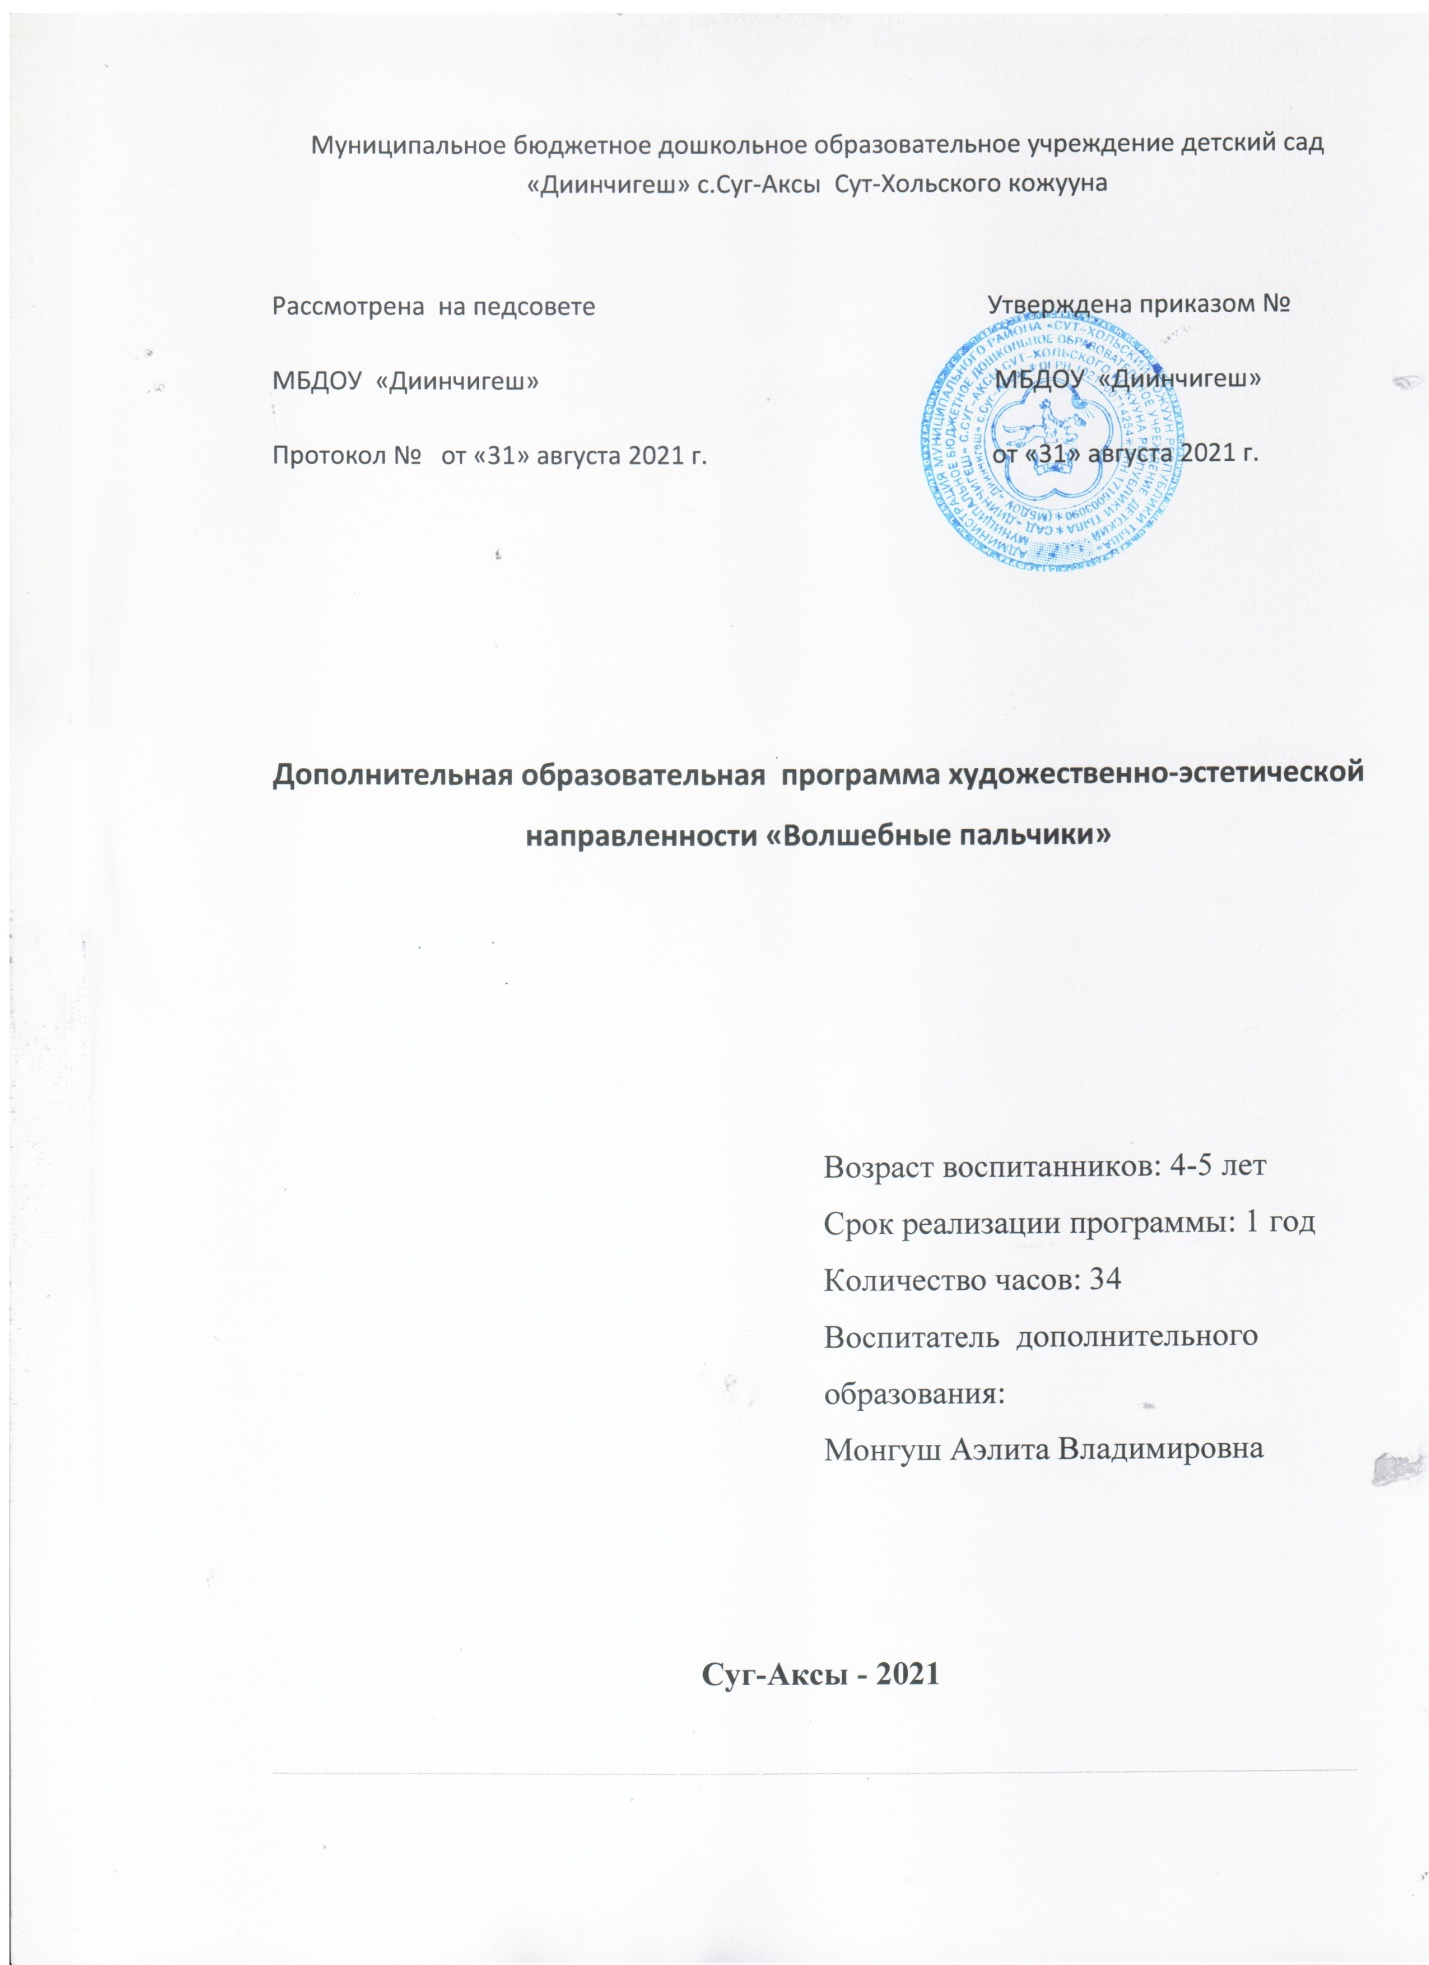 Муниципальное бюджетное дошкольное образовательное учреждение детский сад
«Диинчигеш» с.Суг-Аксы Сут-Хольского кожууна
Рассмотрена на педсовете Утверждена приказом №
МБДОУ «Диинчигеш» МБДОУ «Диинчигеш»
Протокол № от «31» августа 2021 г. от «31» августа 2021 г.
Дополнительная образовательная программа художественно-эстетической
направленности «Волшебные пальчики»
Возраст воспитанников: 4-5 лет
Срок реализации программы: 1 год
Количество часов: 34
Воспитатель дополнительного
образования:
Монгуш Аэлита Владимировна
Суг-Аксы - 2021